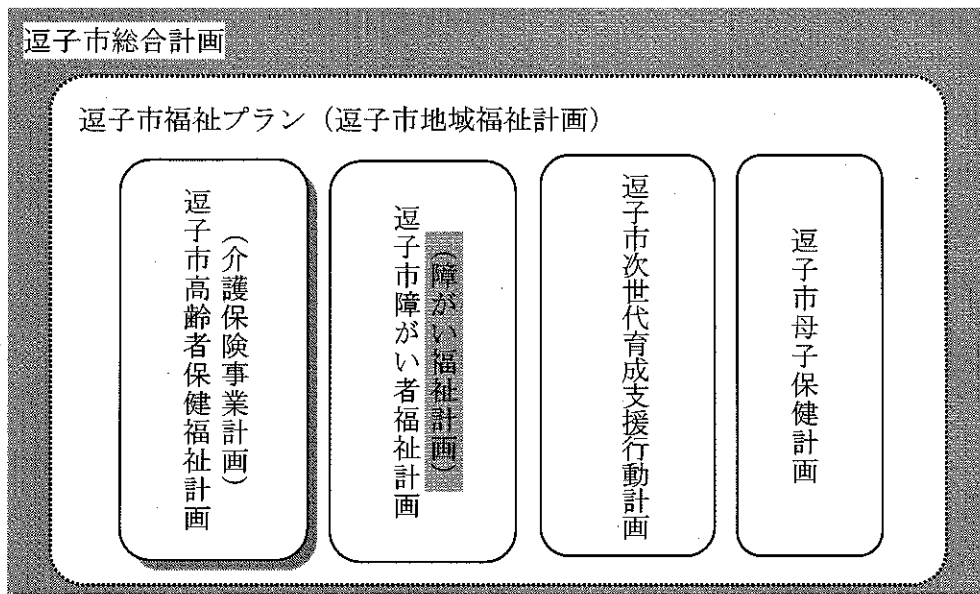 逗子市総合計画
逗子市福祉プラン（逗子市地域福祉計画）
逗子市高齢者保健福祉計画
（介護保険事業計画）
逗子市障がい者福祉計画
（障がい福祉計画）
逗子市次世代育成支援行動計画
逗子市母子保健計画